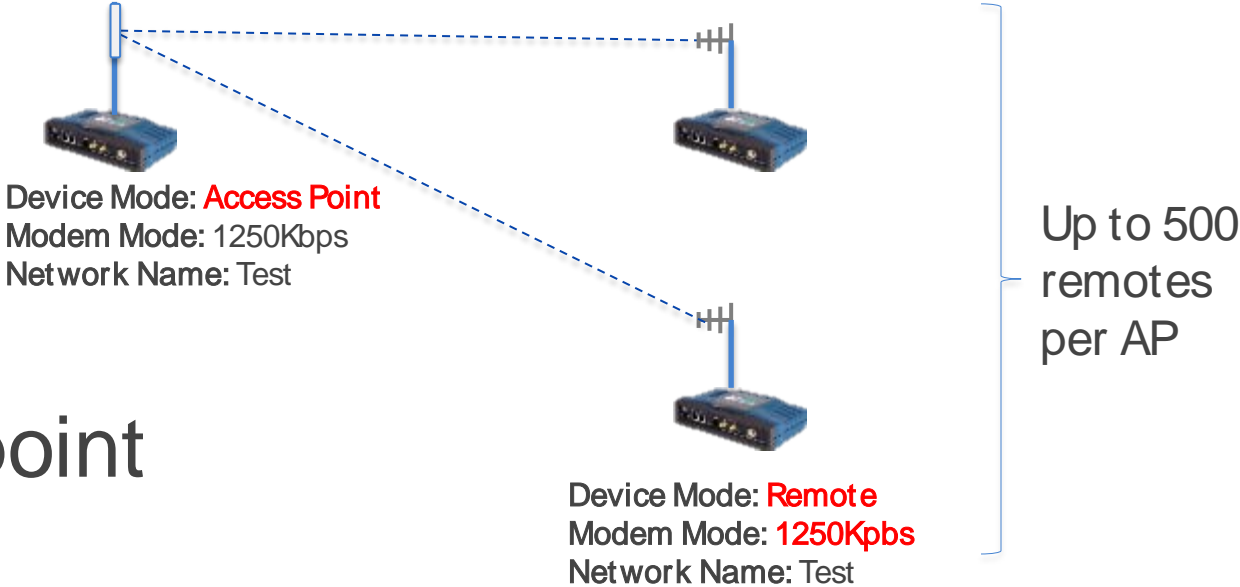 Device Mode: Access Point
Modem Mode: 1250Kbps
Network Name: Test
Up to 500
remotes
per AP
point
Device Mode: Remote
Modem Mode: 1250Kpbs
Network Name: Test